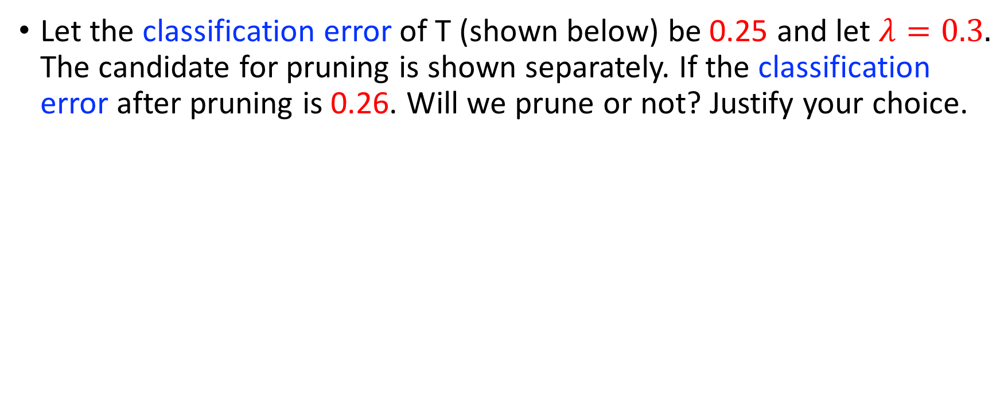 • Let the classification error of T (shown below) be 0.25 and let λ = 0.3.
The candidate for pruning is shown separately. If the classification
error after pruning is 0.26. Will we prune or not? Justify your choice.